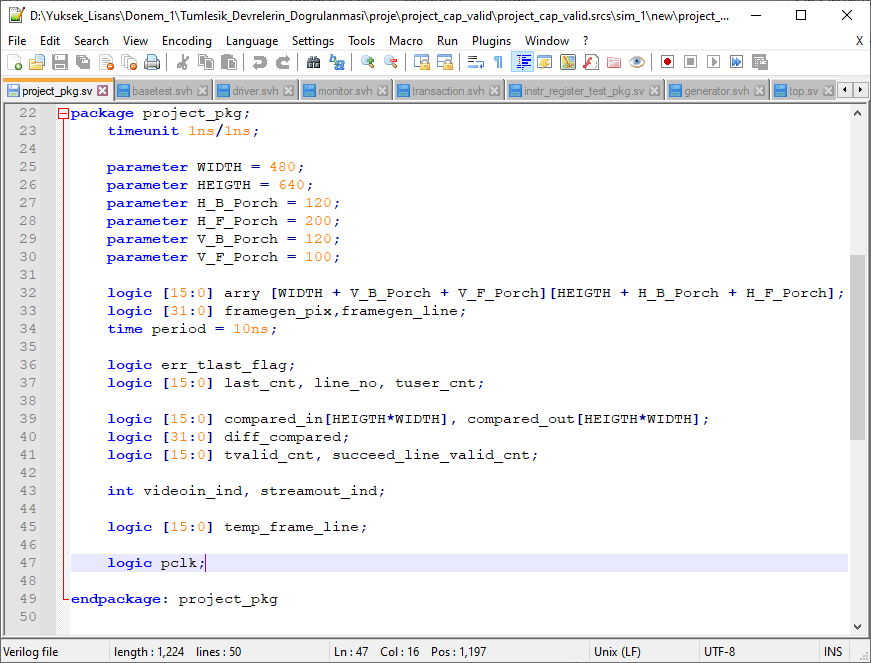 D:\Yuksek_Lisans\Donem_1\Tumlesik_Devrelerin_Dogrulanmasi\proje\project_cap_valid\project_cap_valid.srcs\sim_1\new\project_...
File Edit Search View Encoding Language Settings Tools Macro Run Plugins Window ? X
project_pkg.sv basetest.svh driver.svh monitor.svh transaction.svh instr_register_test_pkg.sv generator.svh top.sv
22 package project_pkg;
23 timeunit 1ns/1ns;
24
25 parameter WIDTH = 480;
26 parameter HEIGTH = 640;
27 parameter H_B_Porch = 120;
28 parameter H_F_Porch = 200;
29 parameter V_B_Porch = 120;
30 parameter V_F_Porch = 100;
31
32 logic [15:0] arry [WIDTH + V_B_Porch + V_F_Porch][HEIGTH + H_B_Porch + H_F_Porch];
33 logic [31:0] framegen_pix,framegen_line;
34 time period = 10ns;
35
36 logic err_tlast_flag;
37 logic [15:0] last_cnt, line_no, tuser_cnt;
38
39 logic [15:0] compared_in[HEIGTH*WIDTH], compared_out[HEIGTH*WIDTH];
40 logic [31:0] diff_compared;
41 logic [15:0] tvalid_cnt, succeed_line_valid_cnt;
42
43 int videoin_ind, streamout_ind;
44
45 logic [15:0] temp_frame_line;
46
47 logic pclk;
48
49 endpackage: project_pkg
50
Verilog file length : 1,224 lines : 50 Ln : 47 Col : 16 Pos : 1,197 Unix (LF) UTF-8 INS